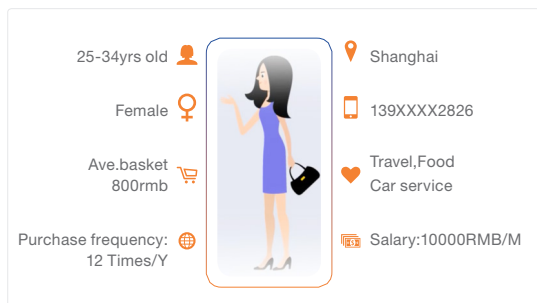 25-34yrs old
Female
Ave.basket
800rmb
Purchase frequency:
12 Times/Y
Shanghai
139XXXX2826
Travel,Food
Car service
Salary:10000RMB/M